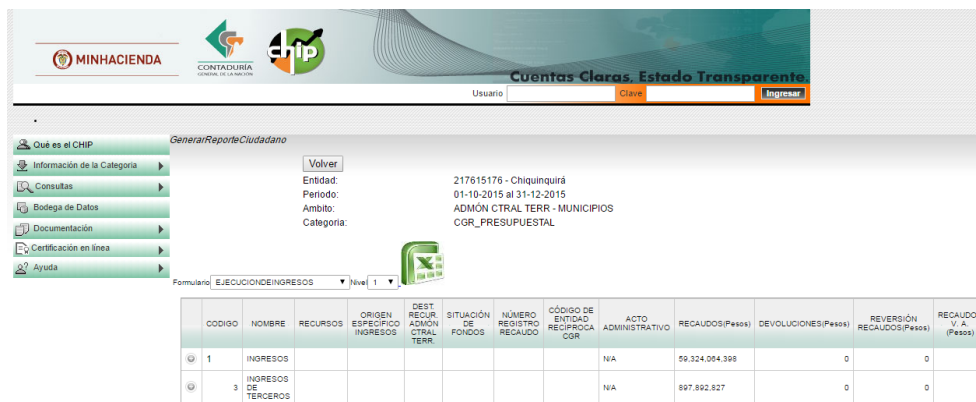 MINHACIENDA
CONTADURÍA
GENERAL DE LA NACIÓN
chip
Cuentas Claras, Estado Transparente.
Usuario Clave Ingresar
Qué es el CHIP
Información de la Categoria
Consultas
Bodega de Datos
Documentación
Certificación en línea
Ayuda
GenerarReporteCiudadano
Volver
Entidad: 217615176 - Chiquinquirá
Periodo: 01-10-2015 al 31-12-2015
Ambito: ADMÓN CTRAL TERR - MUNICIPIOS
Categoria: CGR_PRESUPUESTAL
Formulario EJECUCIONDEINGRESOS Nivel 1
CODIGO
NOMBRE
RECURSOS
ORIGEN
ESPECÍFICO
INGRESOS
DEST.
RECUR.
ADMÓN
CTRAL
TERR.
SITUACIÓN
DE
FONDOS
NÚMERO
REGISTRO
RECAUDO
CÓDIGO DE
ENTIDAD
RECÍPROCA
CGR
ACTO
ADMINISTRATIVO
RECAUDOS(Pesos)
DEVOLUCIONES(Pesos)
REVERSIÓN
RECAUDOS(Pesos)
RECAUDO
V. A.
(Pesos)
1 INGRESOS N/A 59,324,064,398 0 0
3 INGRESOS DE TERCEROS N/A 897,892,827 0 0